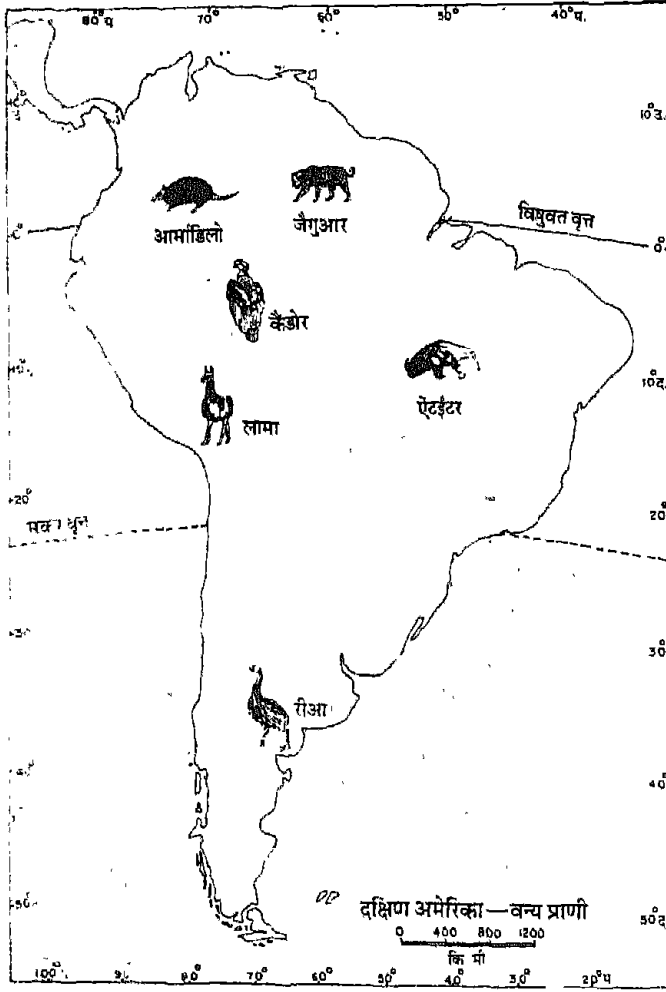 80°प 70° 60° 50° 40°प.
10°उ.
आर्माडिलो
जैगुआर
विषुवत वृत्त
0°
कैंडोर
10°द.
लामा
ऐंटईटर
20° 20°
वृत्त
30°
रीआ
40°
दक्षिण अमेरिका—वन्य प्राणी
50°द
0 400 800 1200
कि मी
80° 70° 60° 50° 40° 30° 20°प